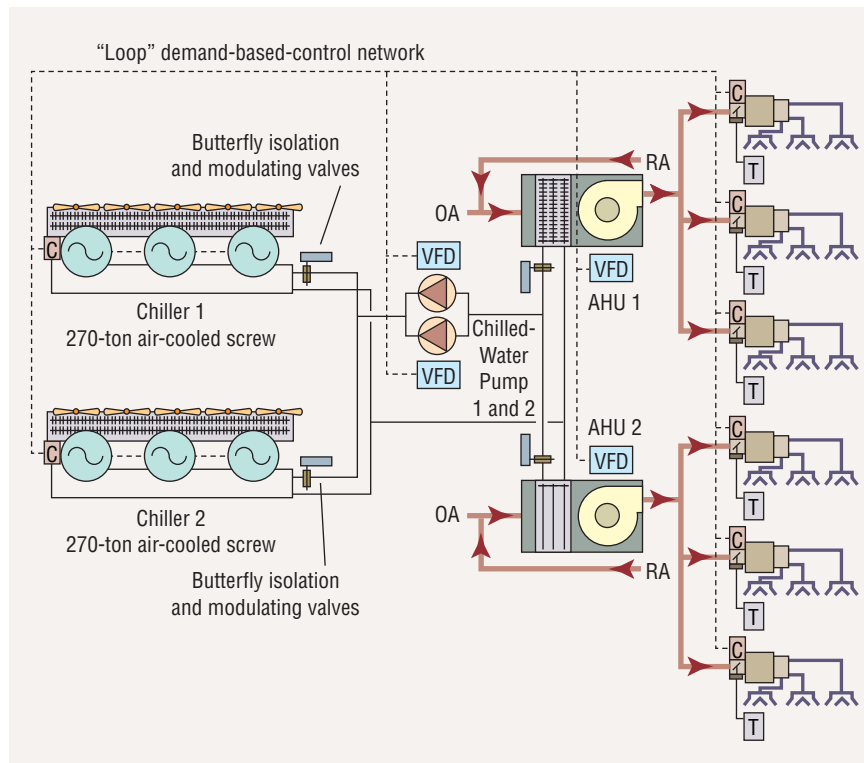 “Loop” demand-based-control network
Butterfly isolation
and modulating valves
C
Chiller 1
270-ton air-cooled screw
C
Chiller 2
270-ton air-cooled screw
Butterfly isolation
and modulating valves
VFD
VFD
Chilled-
Water
Pump
1 and 2
RA
OA
VFD
AHU 1
AHU 2
VFD
OA
RA
C
T
C
T
C
T
C
T
C
T
C
T